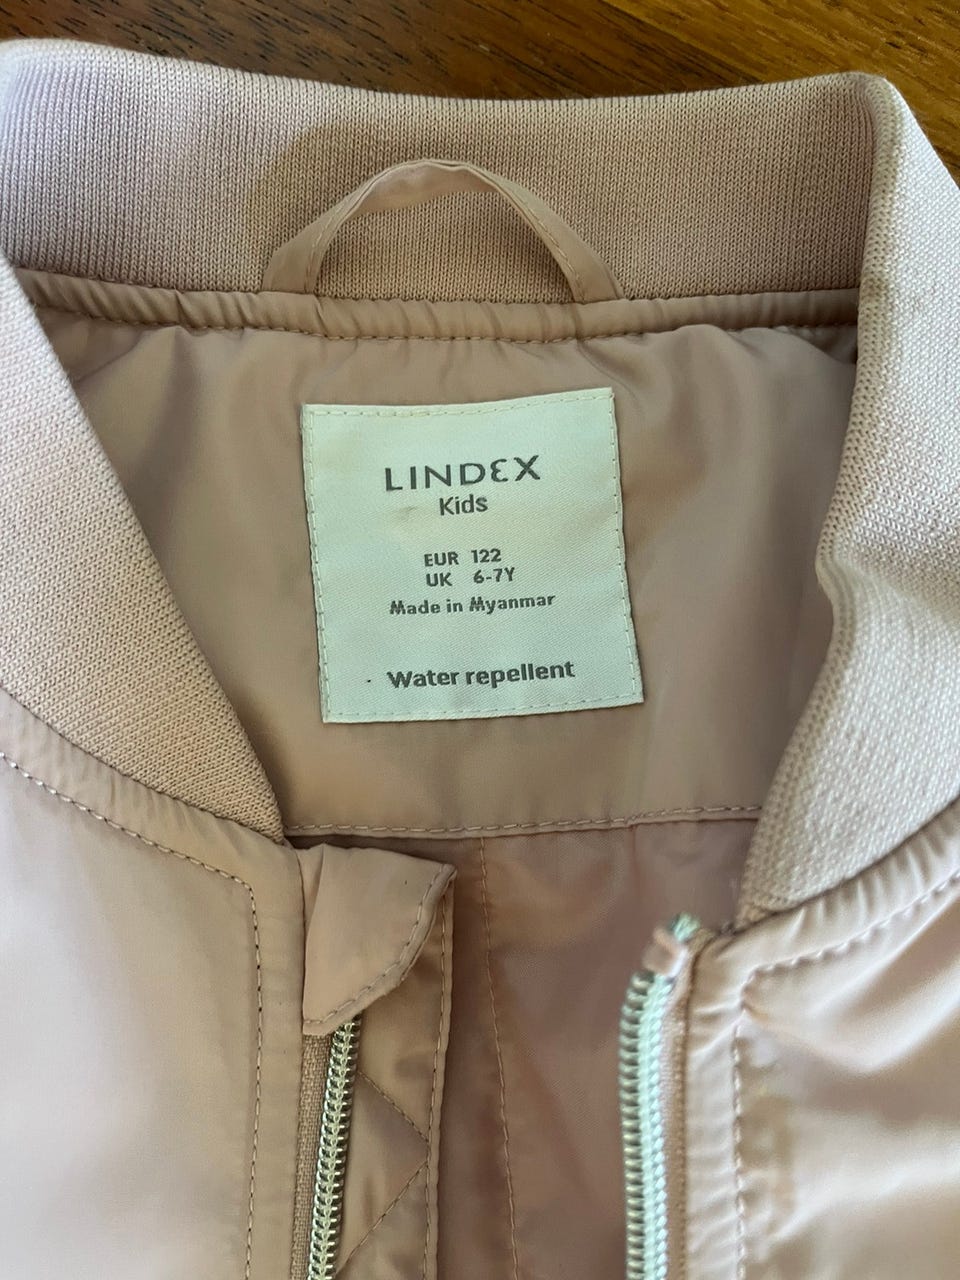 LINDEX
Kids
EUR 122
UK 6-7Y
Made in Myanmar
Water repellent